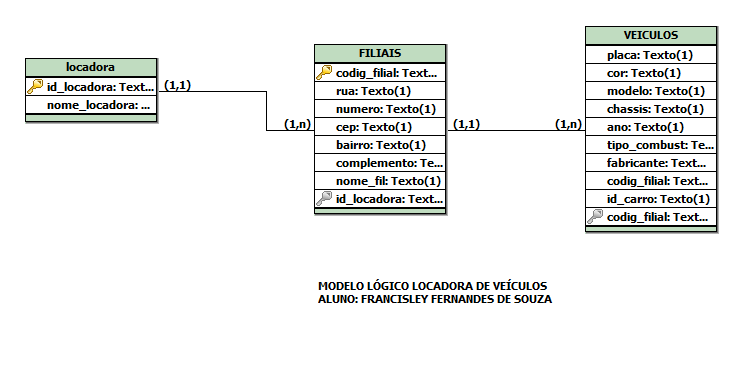 locadora
id_locadora: Text...
nome_locadora: ...
(1,1)
(1,n)
FILIAIS
codig_filial: Text...
rua: Texto(1)
numero: Texto(1)
cep: Texto(1)
bairro: Texto(1)
complemento: Te...
nome_fil: Texto(1)
id_locadora: Text...
(1,1)
(1,n)
VEICULOS
placa: Texto(1)
cor: Texto(1)
modelo: Texto(1)
chassis: Texto(1)
ano: Texto(1)
tipo_combust: Te...
fabricante: Text...
codig_filial: Text...
id_carro: Texto(1)
codig_filial: Text...
MODELO LÓGICO LOCADORA DE VEÍCULOS
ALUNO: FRANCISLEY FERNANDES DE SOUZA